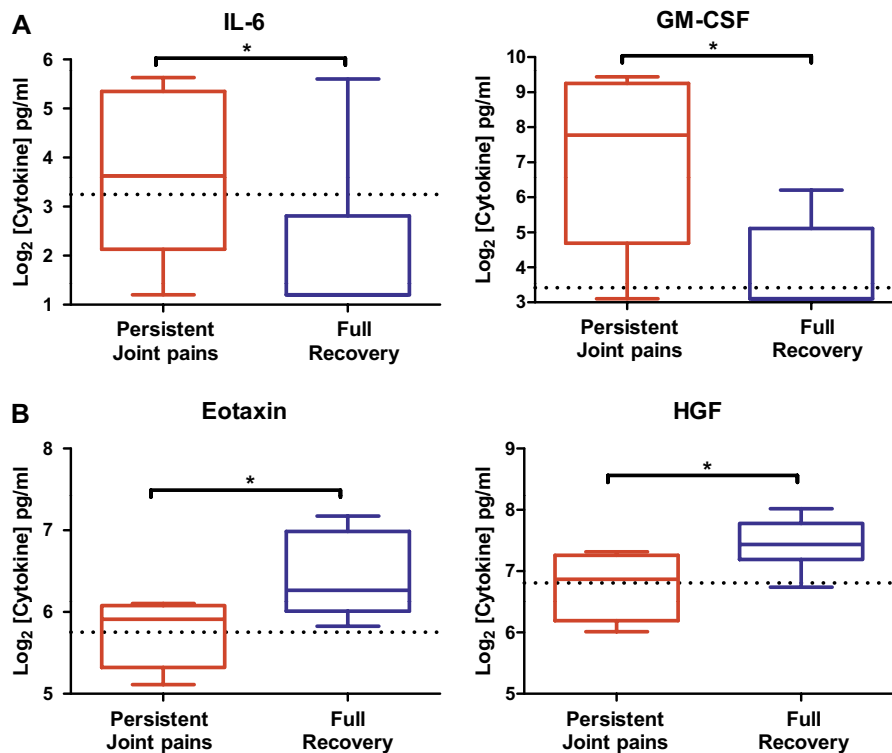 A
IL-6
*
Log2 [Cytokine] pg/ml
6
5
4
3
2
1
Persistent
Joint pains
Full
Recovery
GM-CSF
*
Log2 [Cytokine] pg/ml
10
9
8
7
6
5
4
3
Persistent
Joint pains
Full
Recovery
B
Eotaxin
*
Log2 [Cytokine] pg/ml
8
7
6
5
Persistent
Joint pains
Full
Recovery
HGF
*
Log2 [Cytokine] pg/ml
9
8
7
6
5
Persistent
Joint pains
Full
Recovery